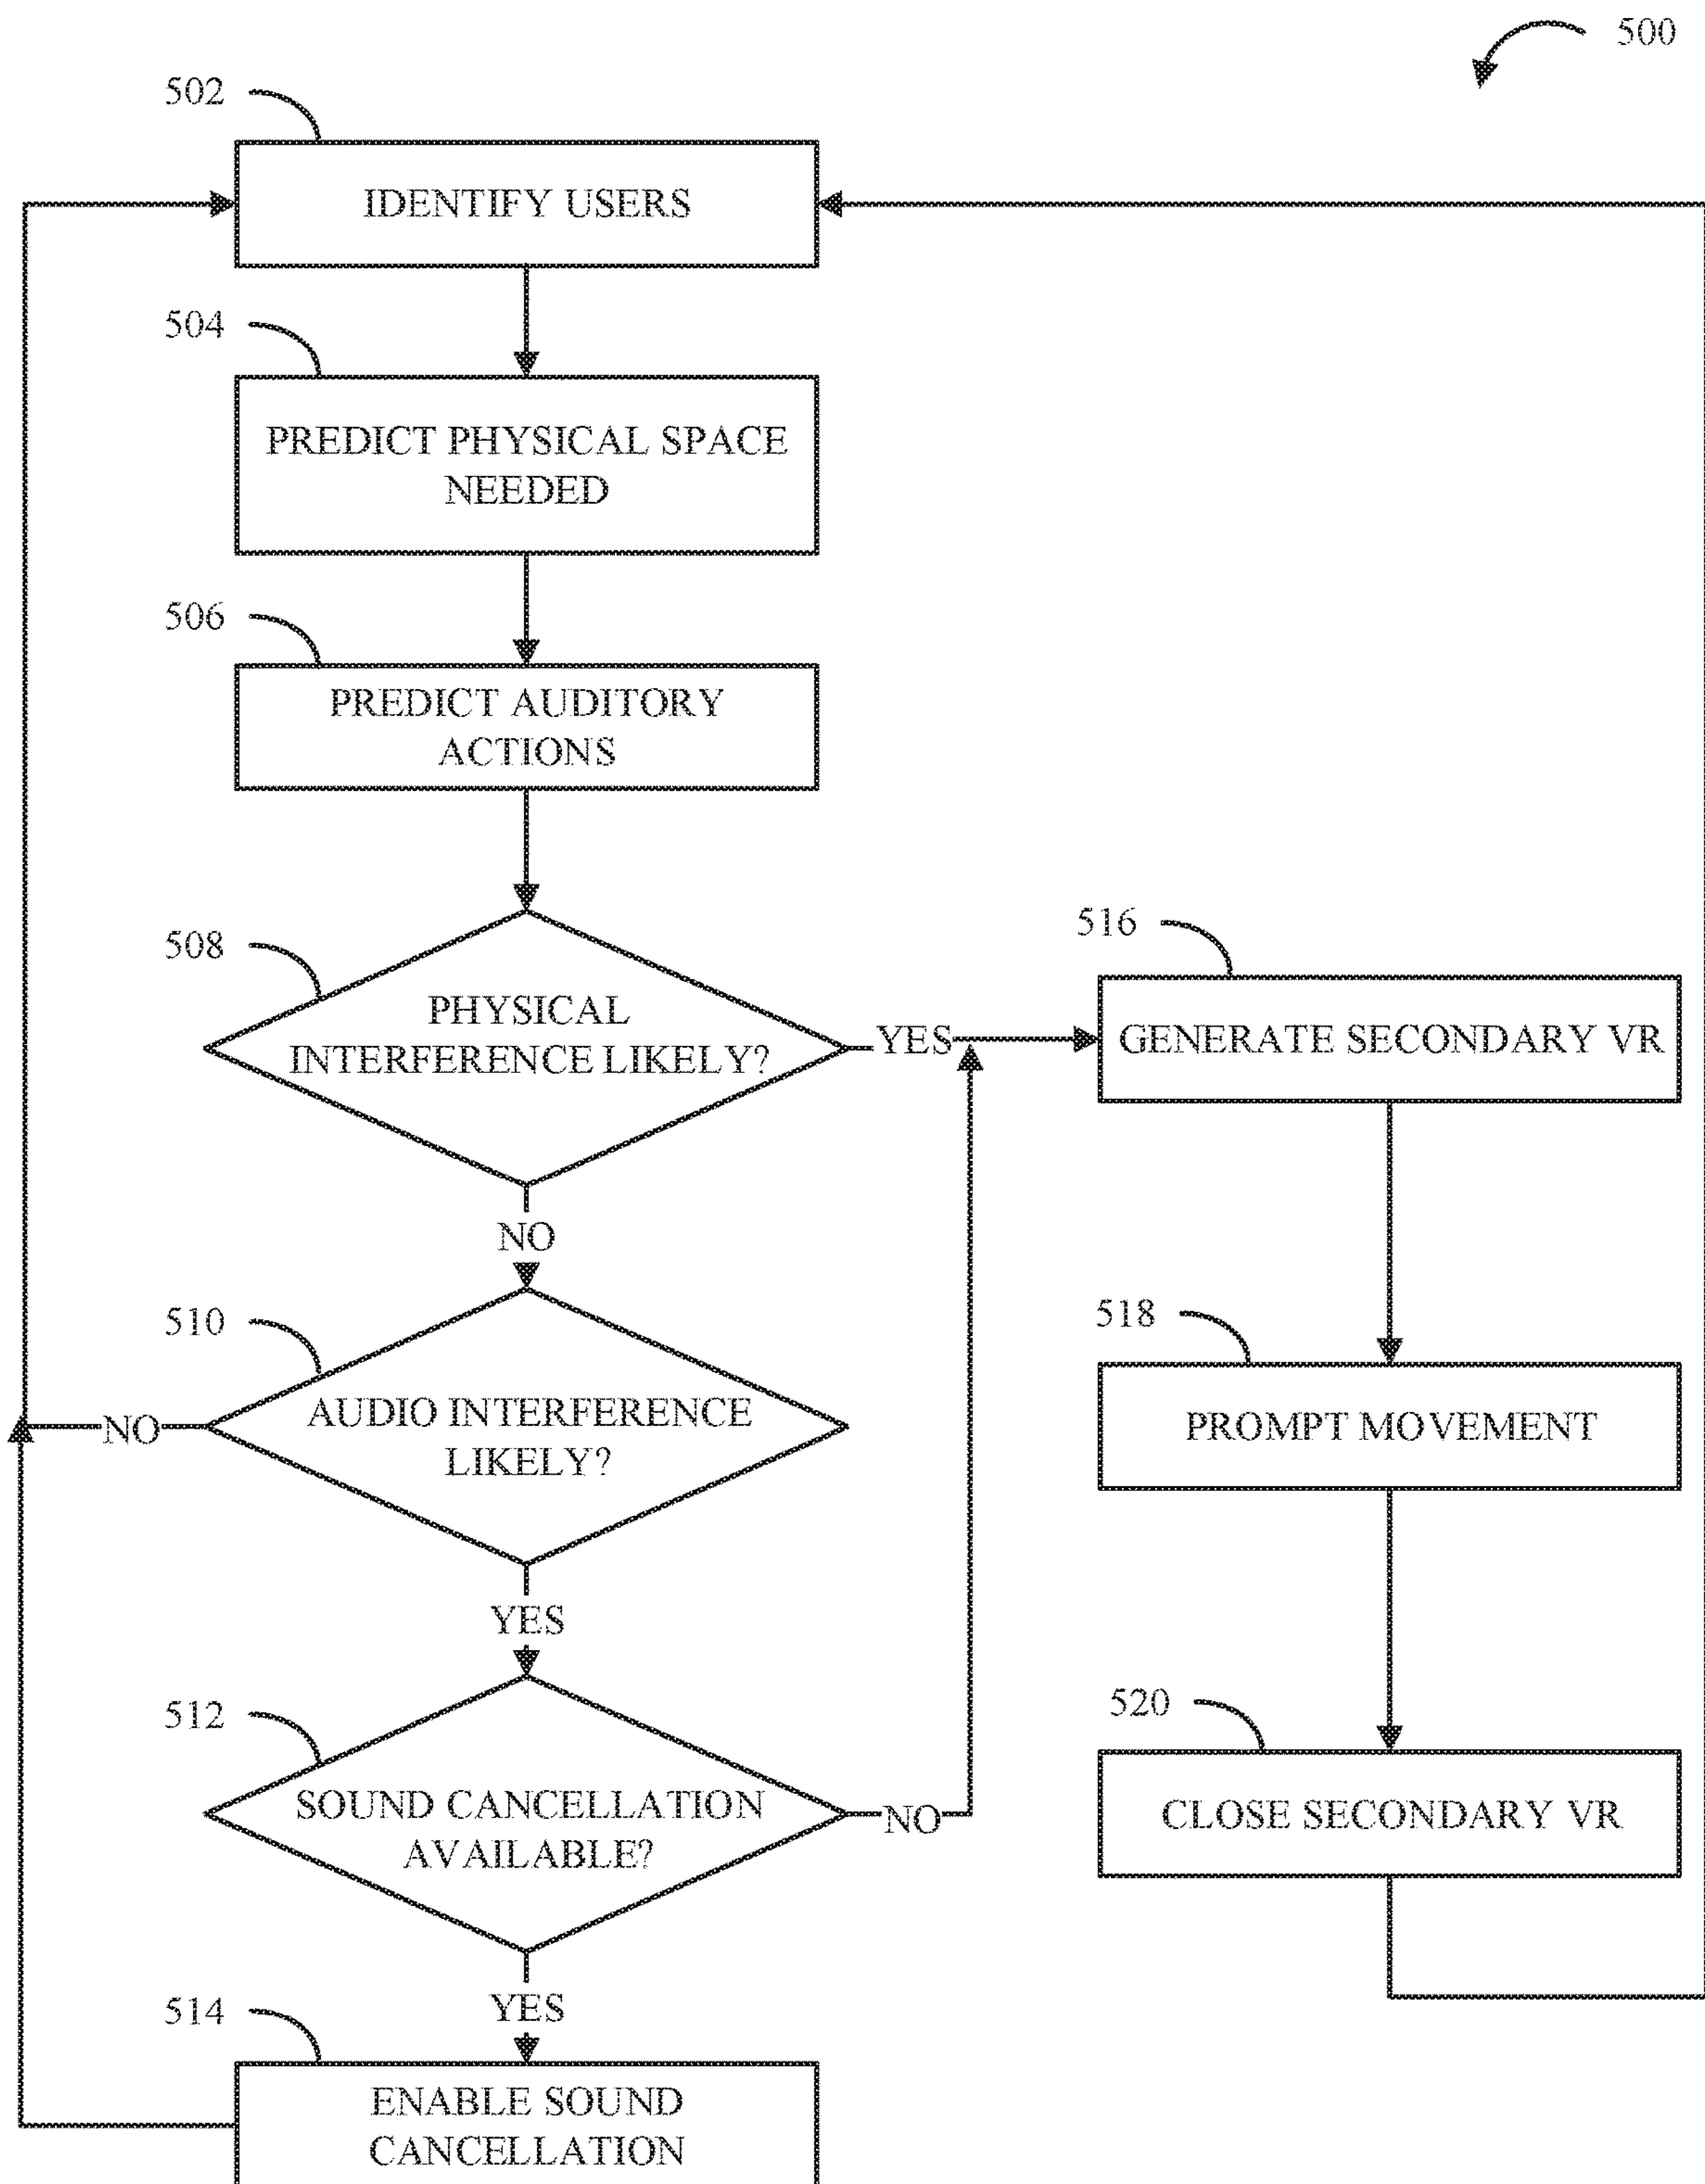 500
502
IDENTIFY USERS
504
PREDICT PHYSICAL SPACE
NEEDED
506
PREDICT AUDITORY
ACTIONS
508
PHYSICAL
INTERFERENCE LIKELY?
YES
516
GENERATE SECONDARY VR
NO
510
AUDIO INTERFERENCE
LIKELY?
NO
518
PROMPT MOVEMENT
YES
512
SOUND CANCELLATION
AVAILABLE?
NO
520
CLOSE SECONDARY VR
YES
514
ENABLE SOUND
CANCELLATION